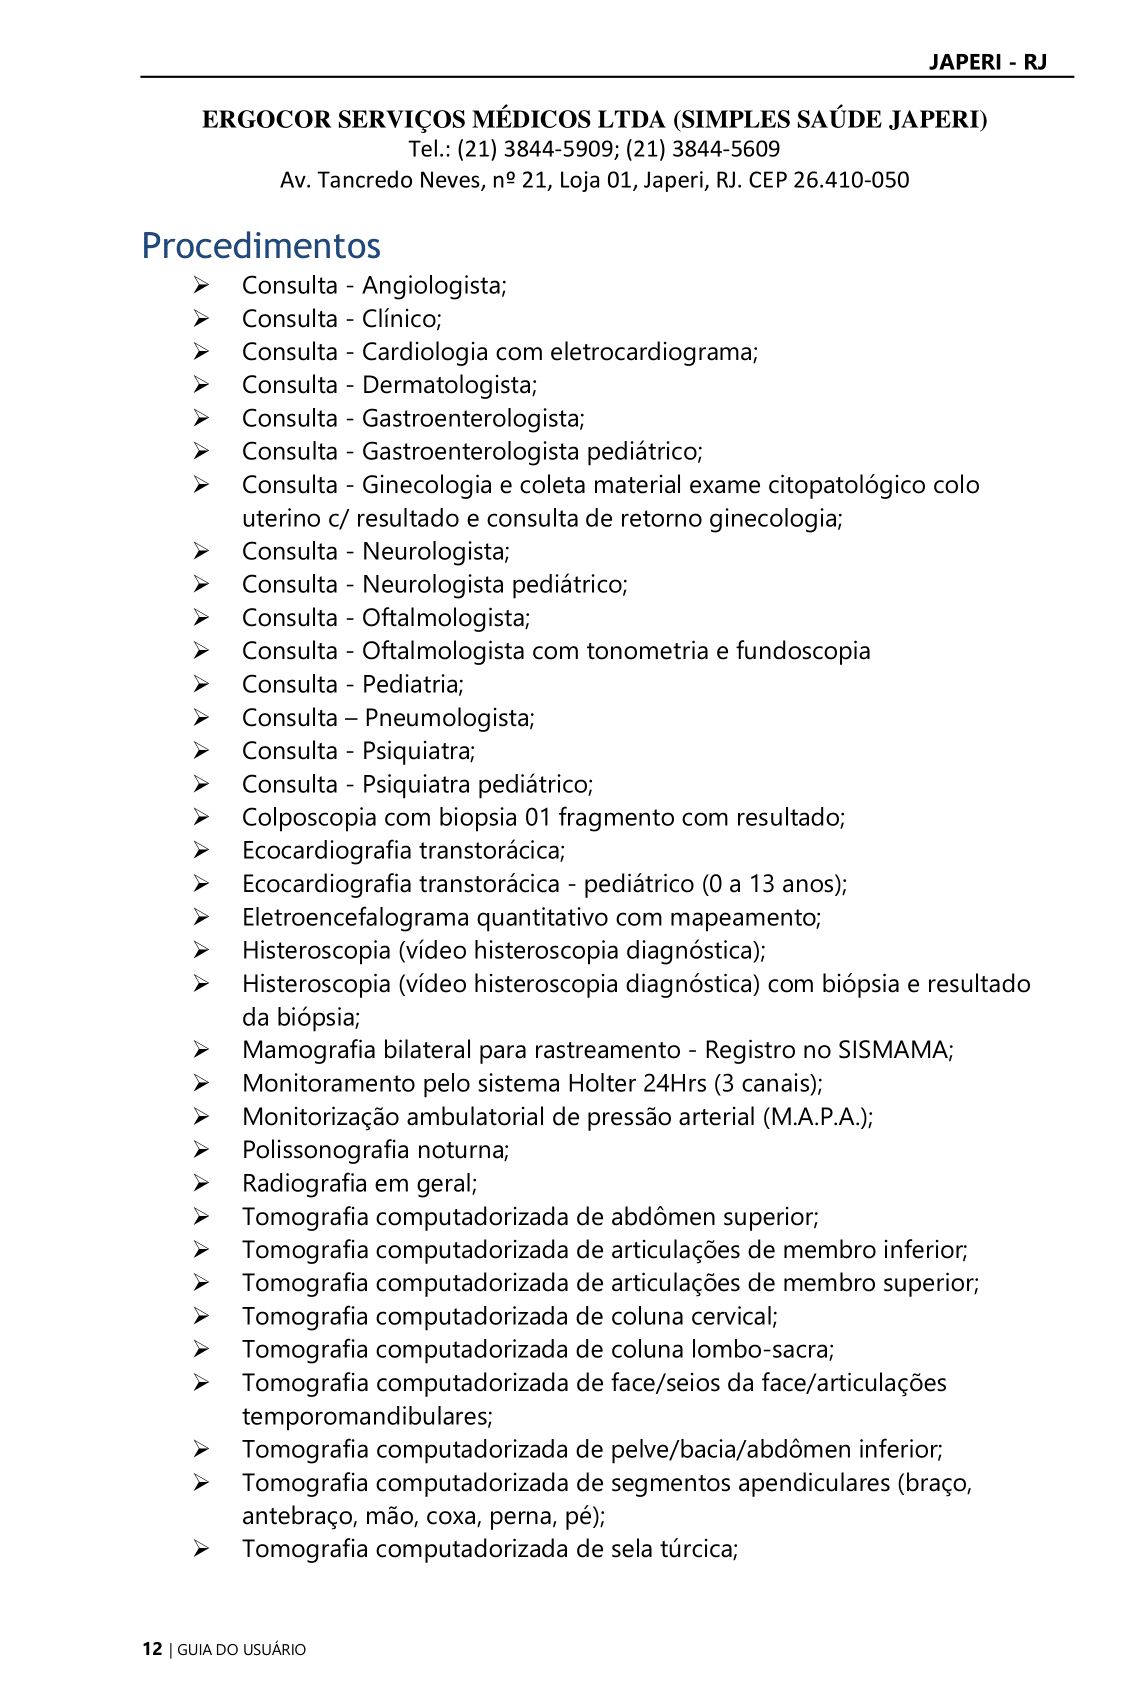 JAPERI - RJ
ERGOCOR SERVIÇOS MÉDICOS LTDA (SIMPLES SAÚDE JAPERI)
Tel.: (21) 3844-5909; (21) 3844-5609
Av. Tancredo Neves, nº 21, Loja 01, Japeri, RJ. CEP 26.410-050
Procedimentos
➢ Consulta - Angiologista;
➢ Consulta - Clínico;
➢ Consulta - Cardiologia com eletrocardiograma;
➢ Consulta - Dermatologista;
➢ Consulta - Gastroenterologista;
➢ Consulta - Gastroenterologista pediátrico;
➢ Consulta - Ginecologia e coleta material exame citopatológico colo
uterino c/ resultado e consulta de retorno ginecologia;
➢ Consulta - Neurologista;
➢ Consulta - Neurologista pediátrico;
➢ Consulta - Oftalmologista;
➢ Consulta - Oftalmologista com tonometria e fundoscopia
➢ Consulta - Pediatria;
➢ Consulta – Pneumologista;
➢ Consulta - Psiquiatra;
➢ Consulta - Psiquiatra pediátrico;
➢ Colposcopia com biopsia 01 fragmento com resultado;
➢ Ecocardiografia transtorácica;
➢ Ecocardiografia transtorácica - pediátrico (0 a 13 anos);
➢ Eletroencefalograma quantitativo com mapeamento;
➢ Histeroscopia (vídeo histeroscopia diagnóstica);
➢ Histeroscopia (vídeo histeroscopia diagnóstica) com biópsia e resultado
da biópsia;
➢ Mamografia bilateral para rastreamento - Registro no SISMAMA;
➢ Monitoramento pelo sistema Holter 24Hrs (3 canais);
➢ Monitorização ambulatorial de pressão arterial (M.A.P.A.);
➢ Polissonografia noturna;
➢ Radiografia em geral;
➢ Tomografia computadorizada de abdômen superior;
➢ Tomografia computadorizada de articulações de membro inferior;
➢ Tomografia computadorizada de articulações de membro superior;
➢ Tomografia computadorizada de coluna cervical;
➢ Tomografia computadorizada de coluna lombo-sacra;
➢ Tomografia computadorizada de face/seios da face/articulações
temporomandibulares;
➢ Tomografia computadorizada de pelve/bacia/abdômen inferior;
➢ Tomografia computadorizada de segmentos apendiculares (braço,
antebraço, mão, coxa, perna, pé);
➢ Tomografia computadorizada de sela túrcica;
12 | GUIA DO USUÁRIO